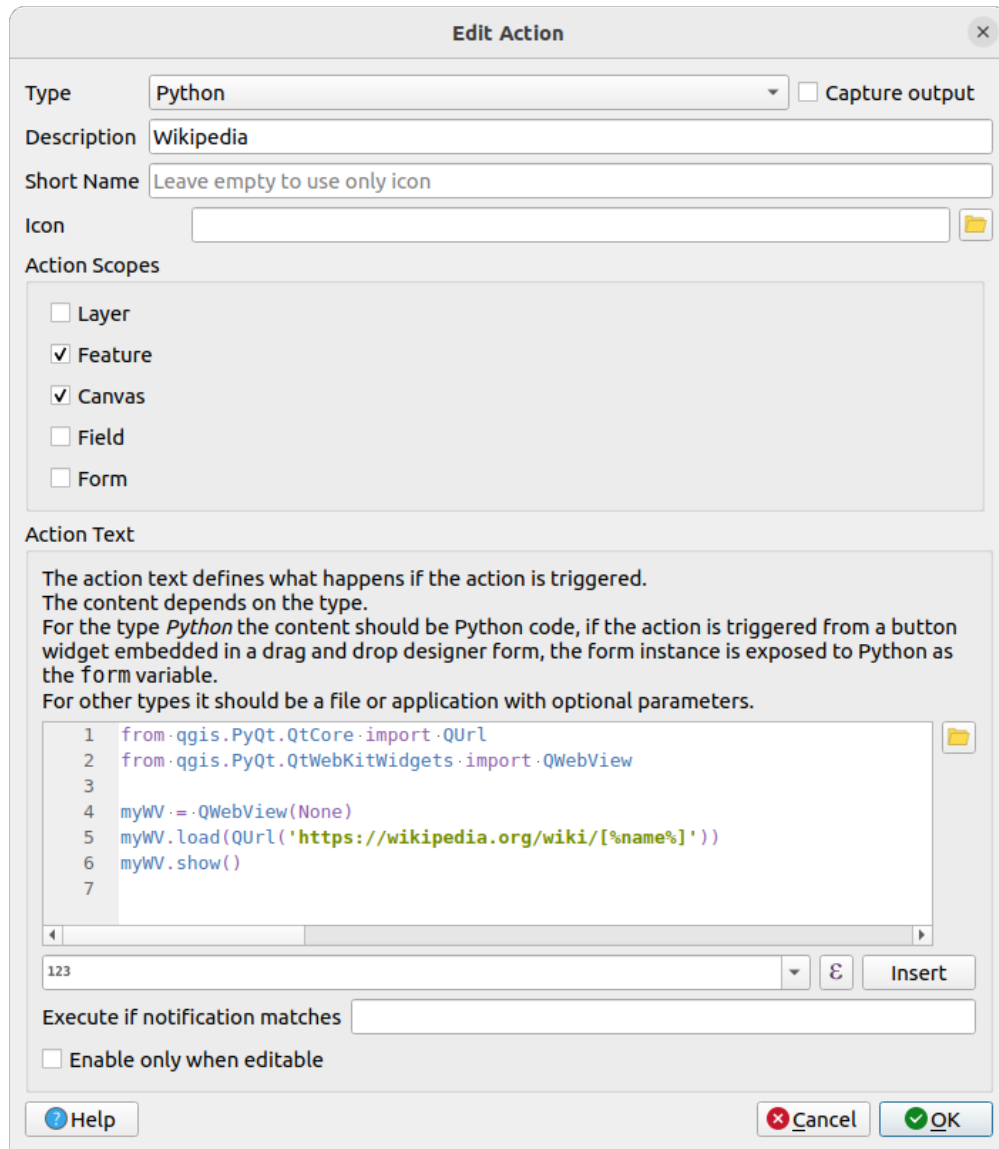 Edit Action
Type Python Capture output
Description Wikipedia
Short Name Leave empty to use only icon
Icon
Action Scopes
Layer
Feature
Canvas
Field
Form
Action Text
The action text defines what happens if the action is triggered.
The content depends on the type.
For the type Python the content should be Python code, if the action is triggered from a button
widget embedded in a drag and drop designer form, the form instance is exposed to Python as
the form variable.
For other types it should be a file or application with optional parameters.
1 from·qgis.PyQt.QtCore·import·QUrl
2 from·qgis.PyQt.QtWebKitWidgets·import·QWebView
3
4 myWV·=·QWebView(None)
5 myWV.load(QUrl('https://wikipedia.org/wiki/[%name%]'))
6 myWV.show()
7
123 ε Insert
Execute if notification matches
Enable only when editable
Help Cancel OK